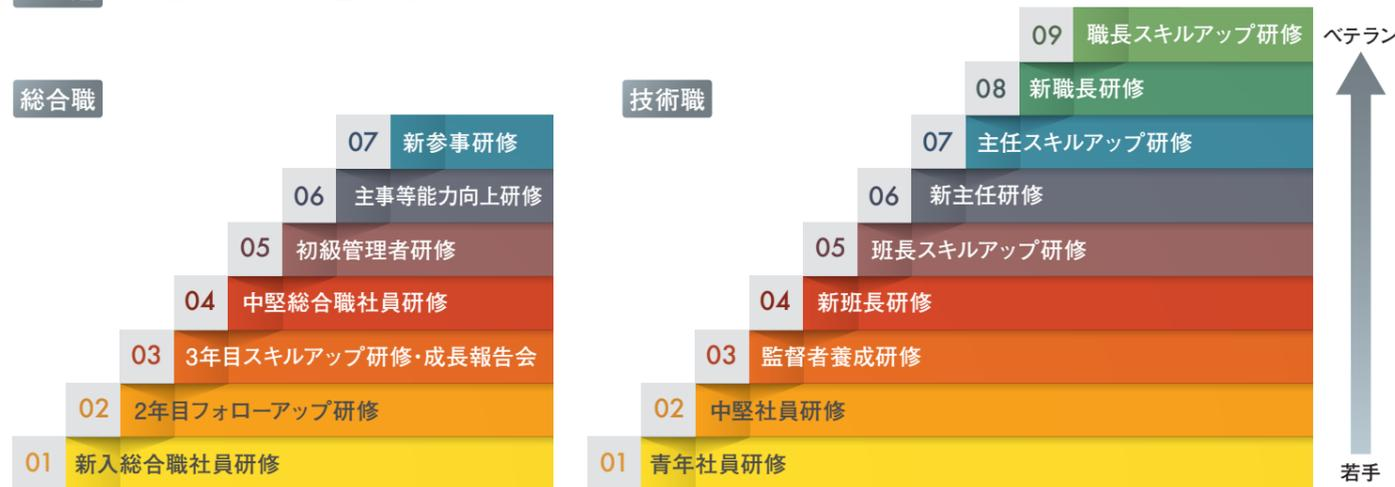 総合職
07 新参事研修
06 主事等能力向上研修
05 初級管理者研修
04 中堅総合職社員研修
03 3年目スキルアップ研修・成長報告会
02 2年目フォローアップ研修
01 新入総合職社員研修
技術職
09 職長スキルアップ研修
08 新職長研修
07 主任スキルアップ研修
06 新主任研修
05 班長スキルアップ研修
04 新班長研修
03 監督者養成研修
02 中堅社員研修
01 青年社員研修
ベテラン
若手